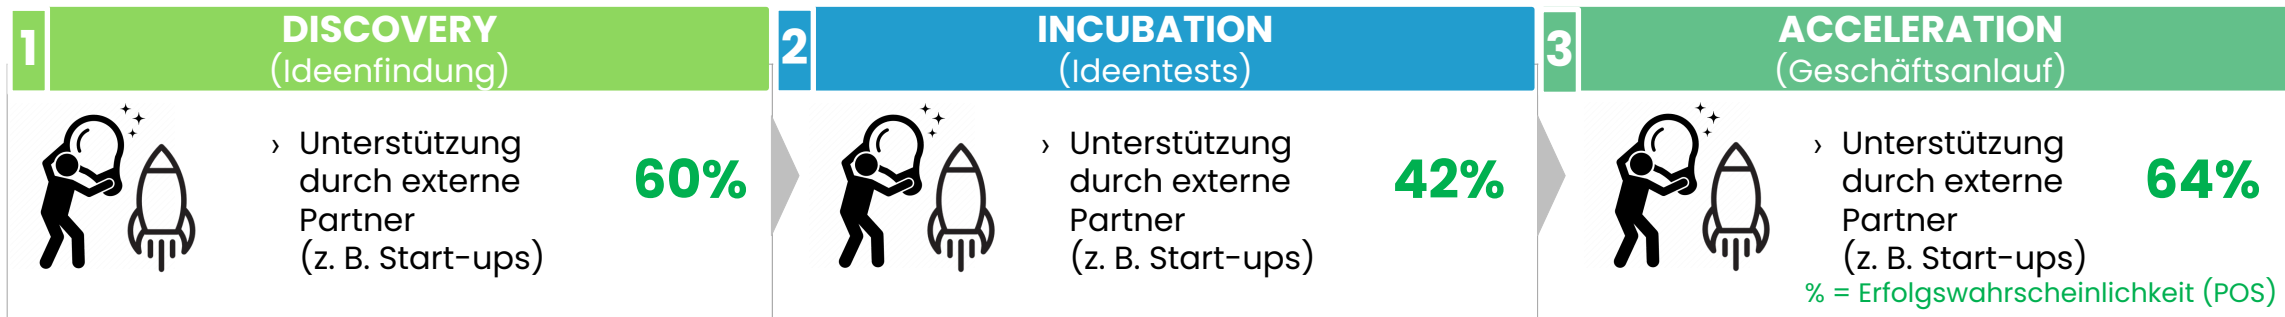 1
DISCOVERY
(Ideenfindung)
› Unterstützung
durch externe
Partner
(z. B. Start-ups)
60%
2
INCUBATION
(Ideentests)
› Unterstützung
durch externe
Partner
(z. B. Start-ups)
42%
3
ACCELERATION
(Geschäftsanlauf)
› Unterstützung
durch externe
Partner
(z. B. Start-ups)
64%
% = Erfolgswahrscheinlichkeit (POS)